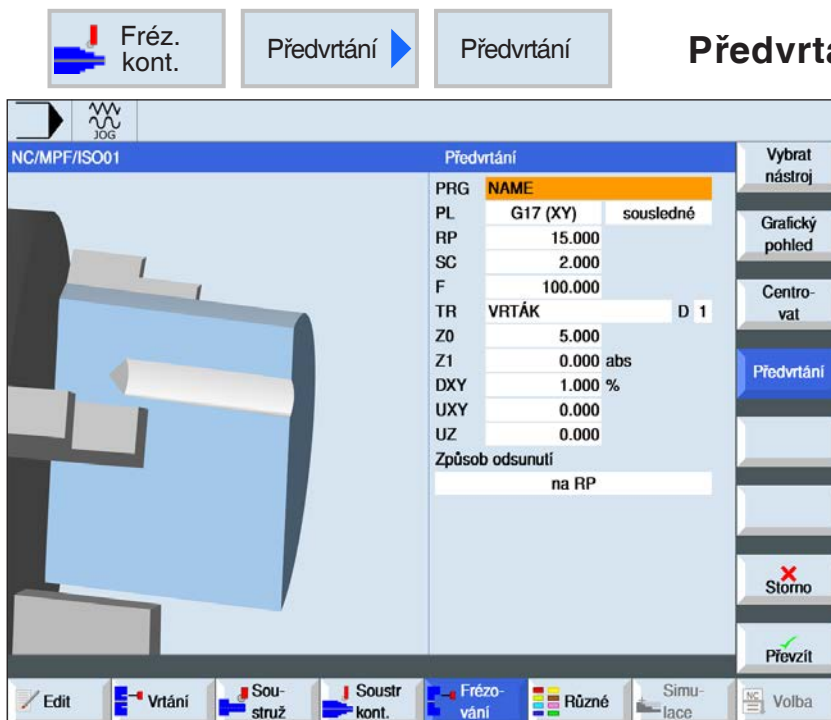 Fréz.
kont.
Předvrtání
Předvrtání
Předvrtá
JOG
NC/MPF/ISO01
Předvrtání
PRG NAME
PL G17 (XY) sousledné
RP 15.000
SC 2.000
F 100.000
TR VRTÁK D 1
Z0 5.000
Z1 0.000 abs
DXY 1.000 %
UXY 0.000
UZ 0.000
Způsob odsunutí
na RP
Vybrat
nástroj
Grafický
pohled
Centro-
vat
Předvrtání
Storno
Převzít
Edit
Vrtání
Sou-
struž
Soustr
kont.
Frézo-
vání
Různé
Simu-
lace
NC
Volba